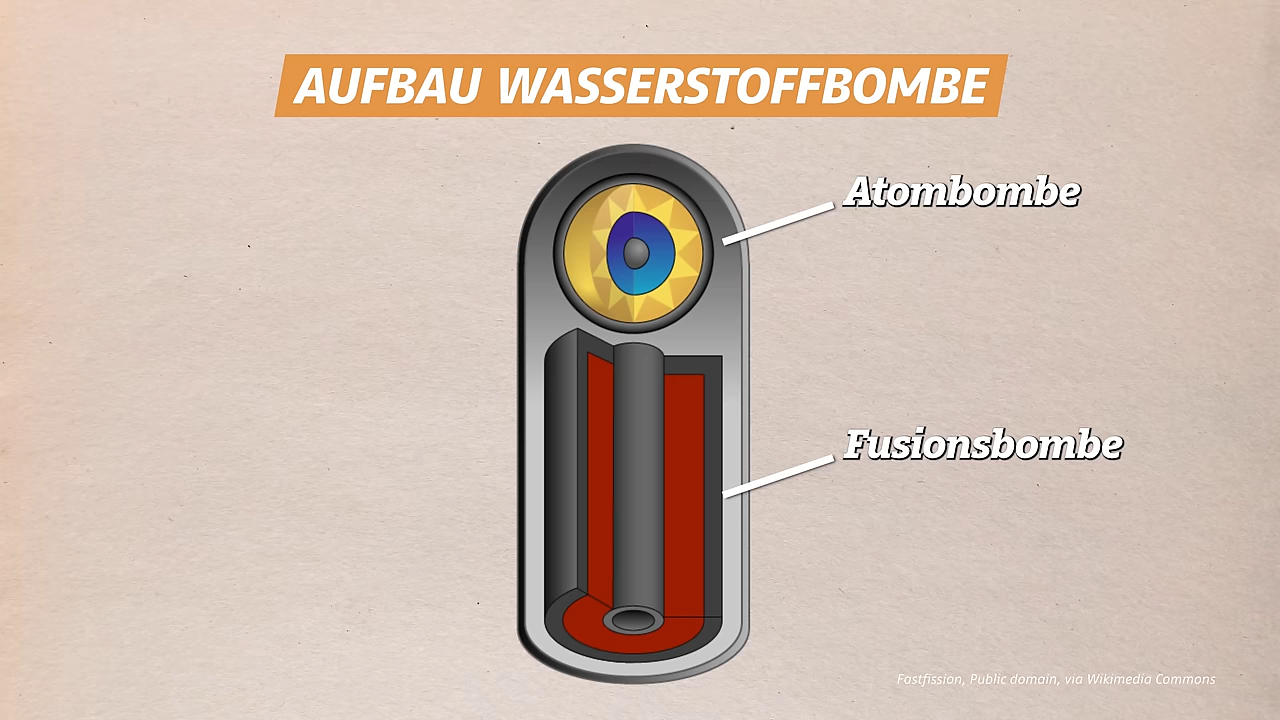 AUFBAU WASSERSTOFFBOMBE
Atombombe
Fusionsbombe
Fastfission, Public domain, via Wikimedia Commons